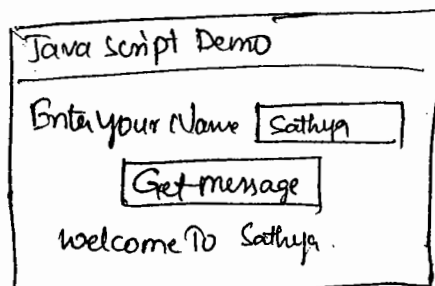 Java Script Demo
Enter your Name Sathya
Get message
Welcome To Sathya.